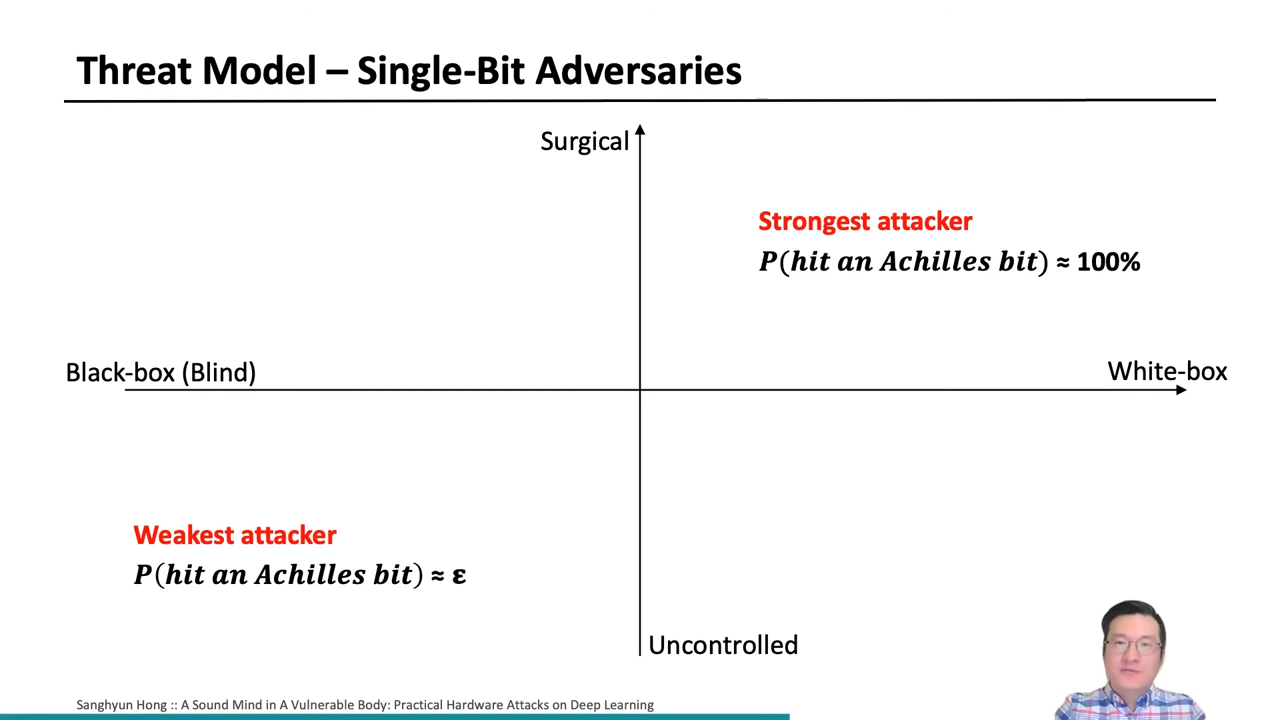 Threat Model – Single-Bit Adversaries
Surgical
Strongest attacker
P(hit an Achilles bit) ≈ 100%
Black-box (Blind)
White-box
Weakest attacker
P(hit an Achilles bit) ≈ ε
Uncontrolled
Sanghyun Hong :: A Sound Mind in A Vulnerable Body: Practical Hardware Attacks on Deep Learning